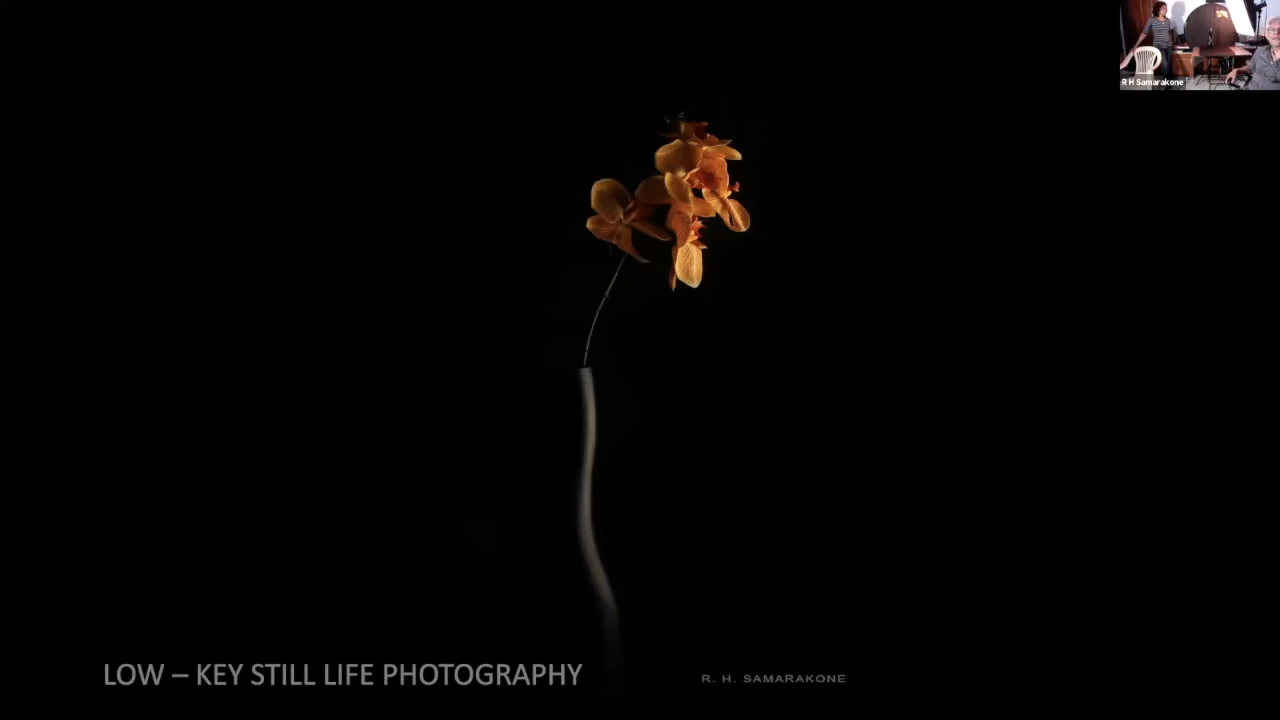 R H Samarakone
LOW – KEY STILL LIFE PHOTOGRAPHY
R. H. SAMARAKONE